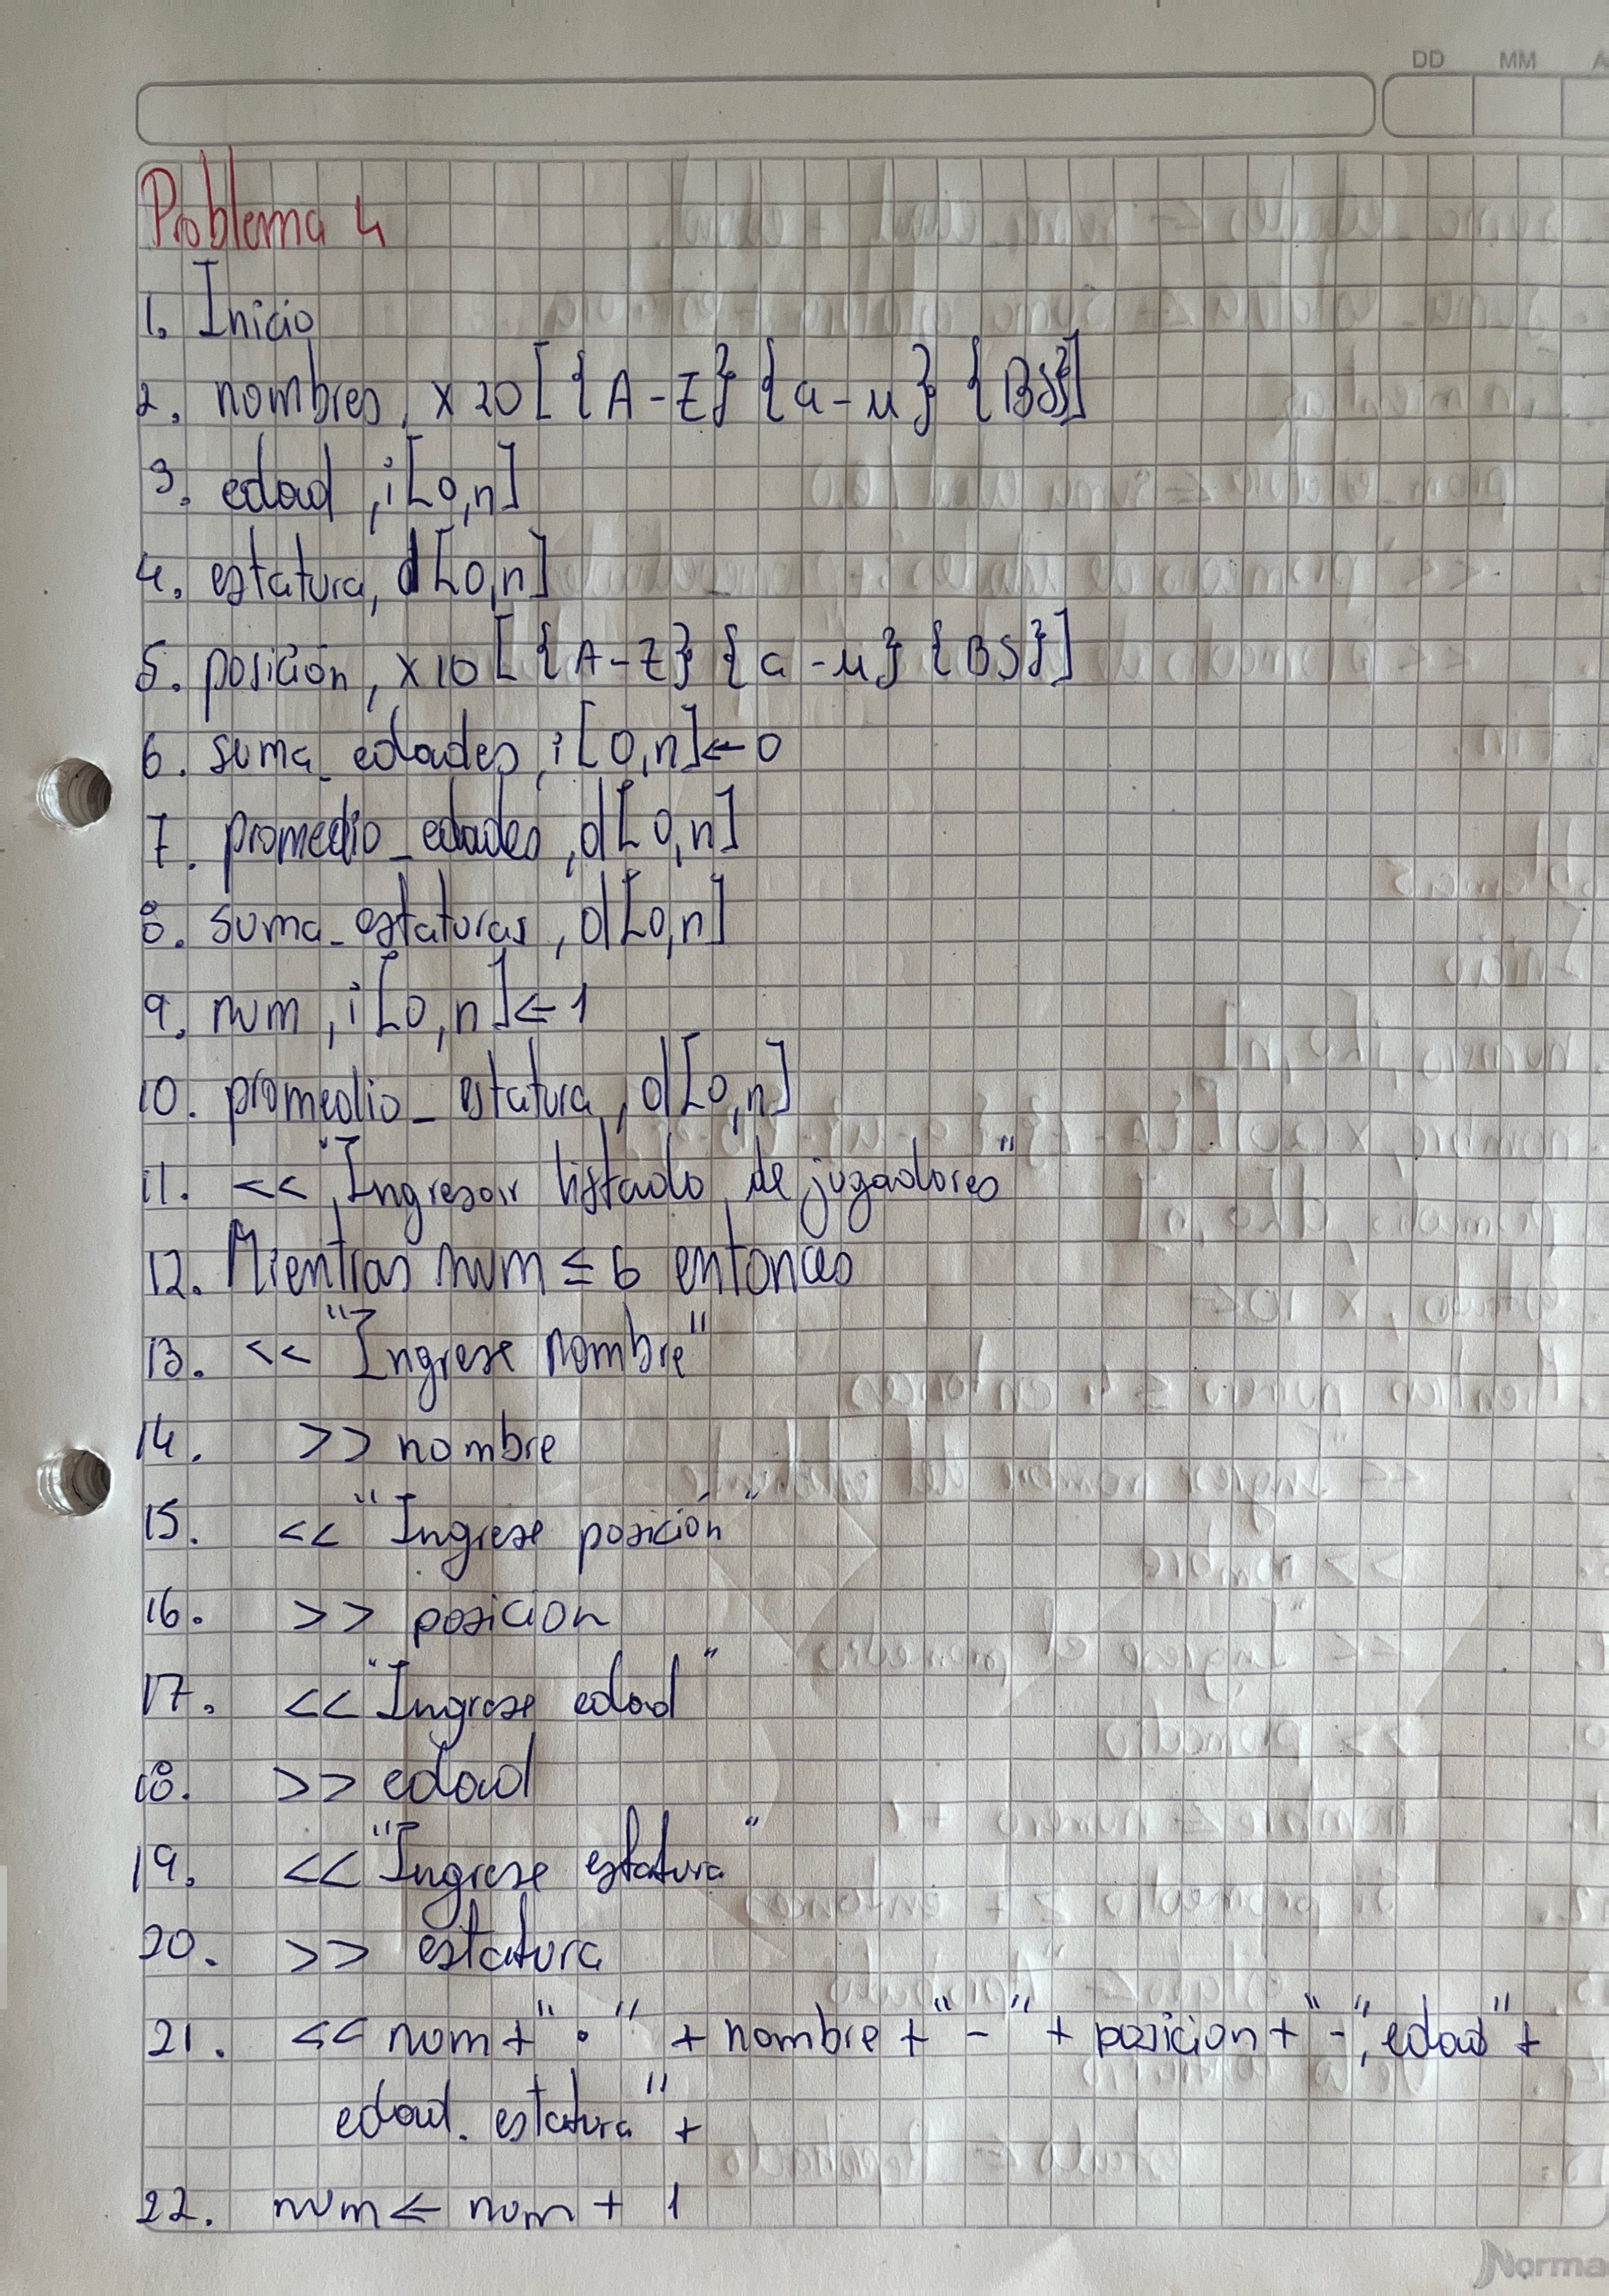 DD MM A
Problema 4
1. Inicio
2. nombres, x 20 [{A-Z} {a-u} {BS}]
3. edad, i[0,n]
4. estatura, d[0,n]
5. posición, x10 [{A-Z} {a-u} {BS}]
6. suma_edades, i[0,n]←0
7. promedio_edades, d[0,n]
8. suma_estaturas, d[0,n]
9. num, i[0,n]←1
10. promedio_estatura, d[0,n]
11. << "Ingresar listado de jugadores"
12. Mientras num ≤ 6 entonces
13. << "Ingrese nombre"
14. >> nombre
15. << "Ingrese posición"
16. >> posicion
17. << "Ingrese edad"
18. >> edad
19. << "Ingrese estatura"
20. >> estatura
21. << num + "." + nombre + "-" + posicion + "-", edad" +
edad. estatura" +
22. num ← num + 1
Norma